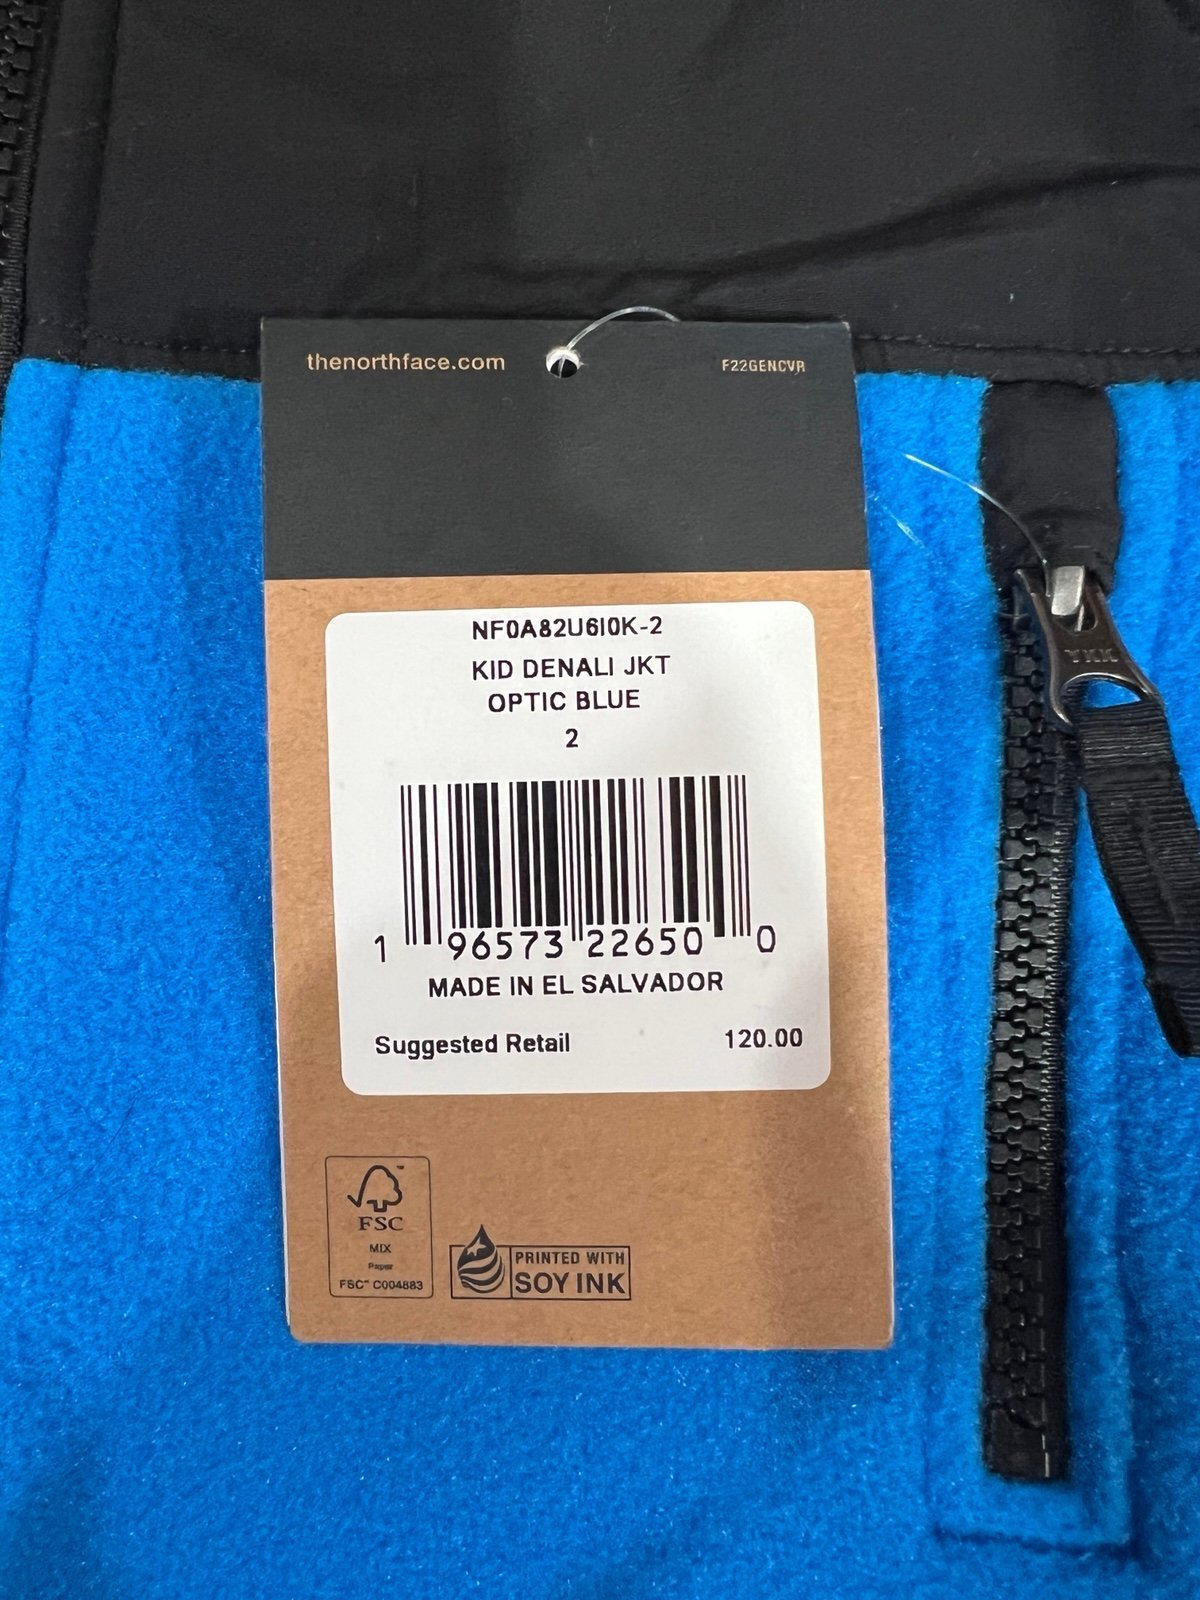 thenorthface.com
F22GENCVR
NF0A82U6I0K-2
KID DENALI JKT
OPTIC BLUE
2
1 96573 22650 0
MADE IN EL SALVADOR
Suggested Retail 120.00
FSC
MIX
Paper
FSC™ C004883
PRINTED WITH
SOY INK
YKK